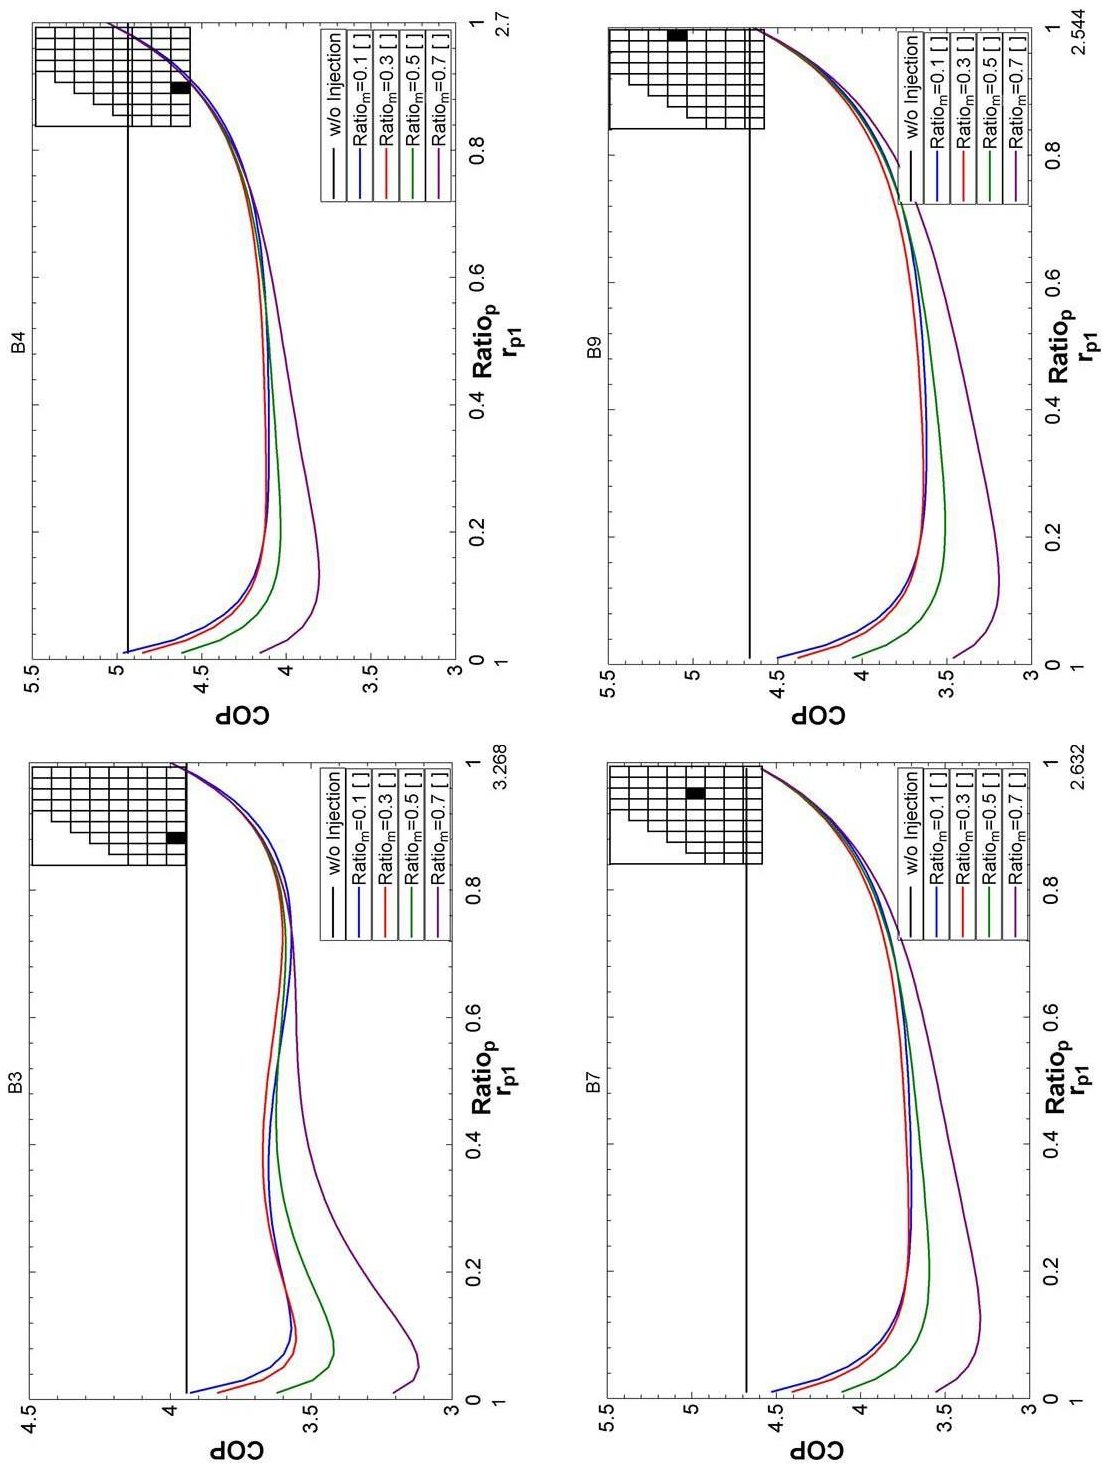 B3
COP
4.5
4
3.5
3
0
0.2
0.4
0.6
0.8
1
1
3.268
Ratiop
rp1
w/o Injection
Ratiom=0.1 [ ]
Ratiom=0.3 [ ]
Ratiom=0.5 [ ]
Ratiom=0.7 [ ]
B4
COP
5.5
5
4.5
4
3.5
3
0
0.2
0.4
0.6
0.8
1
1
2.7
Ratiop
rp1
w/o Injection
Ratiom=0.1 [ ]
Ratiom=0.3 [ ]
Ratiom=0.5 [ ]
Ratiom=0.7 [ ]
B7
COP
5.5
5
4.5
4
3.5
3
0
0.2
0.4
0.6
0.8
1
1
2.632
Ratiop
rp1
w/o Injection
Ratiom=0.1 [ ]
Ratiom=0.3 [ ]
Ratiom=0.5 [ ]
Ratiom=0.7 [ ]
B9
COP
5.5
5
4.5
4
3.5
3
0
0.2
0.4
0.6
0.8
1
1
2.544
Ratiop
rp1
w/o Injection
Ratiom=0.1 [ ]
Ratiom=0.3 [ ]
Ratiom=0.5 [ ]
Ratiom=0.7 [ ]